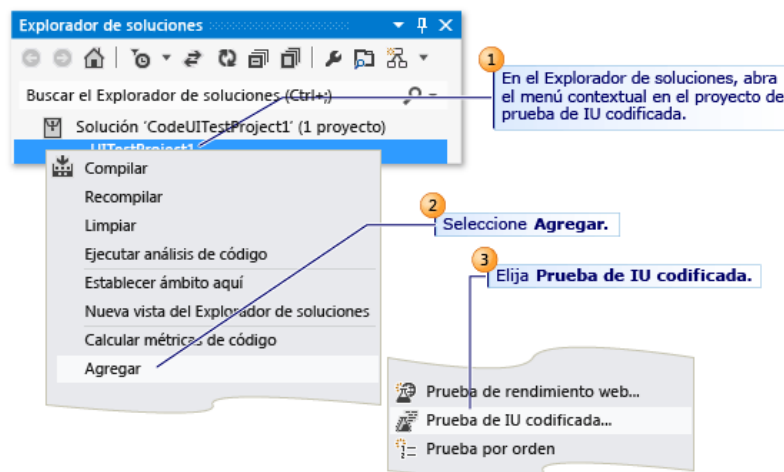 Explorador de soluciones
Buscar el Explorador de soluciones (Ctrl+;)
Solución 'CodeUITestProject1' (1 proyecto)
UITestProject1
1
En el Explorador de soluciones, abra
el menú contextual en el proyecto de
prueba de IU codificada.
Compilar
Recompilar
Limpiar
Ejecutar análisis de código
Establecer ámbito aquí
Nueva vista del Explorador de soluciones
Calcular métricas de código
Agregar
2
Seleccione Agregar.
3
Elija Prueba de IU codificada.
Prueba de rendimiento web...
Prueba de IU codificada...
Prueba por orden